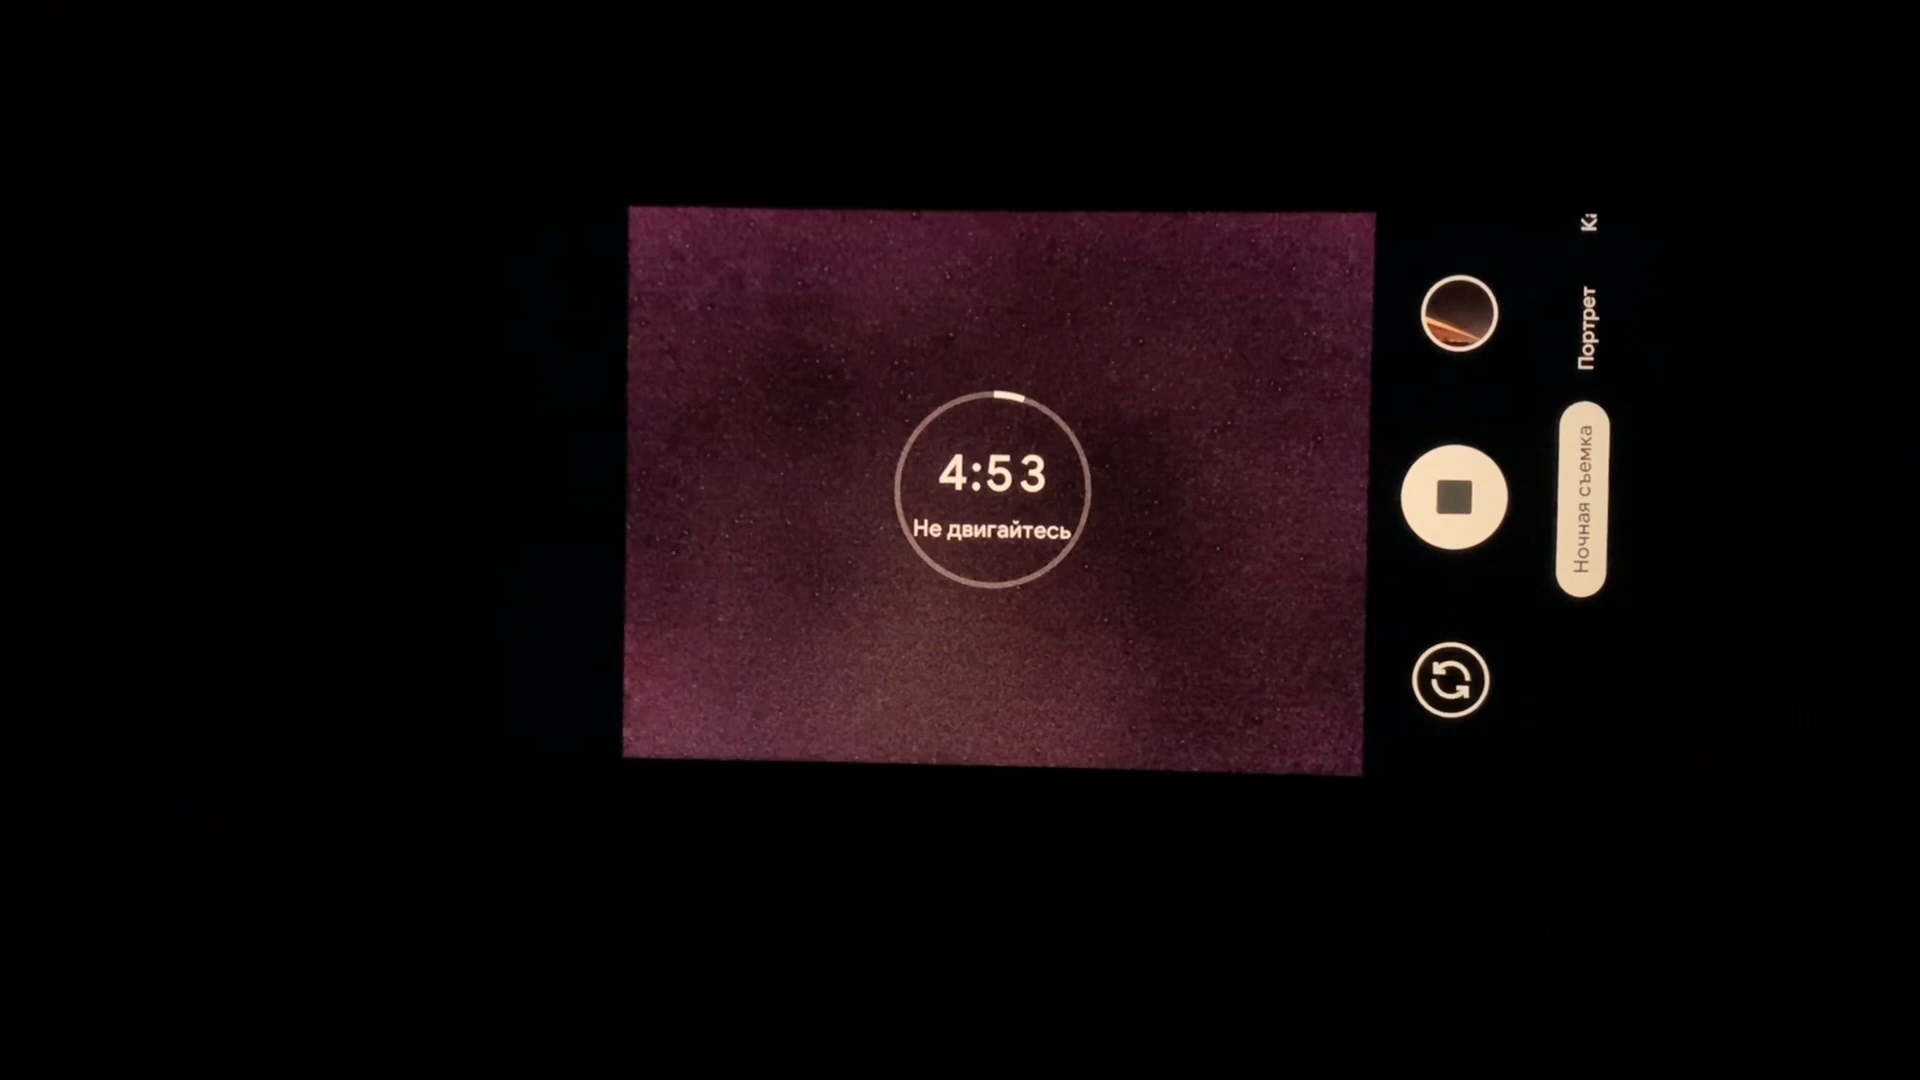 4:53
Не двигайтесь
Ночная съемка
Портрет